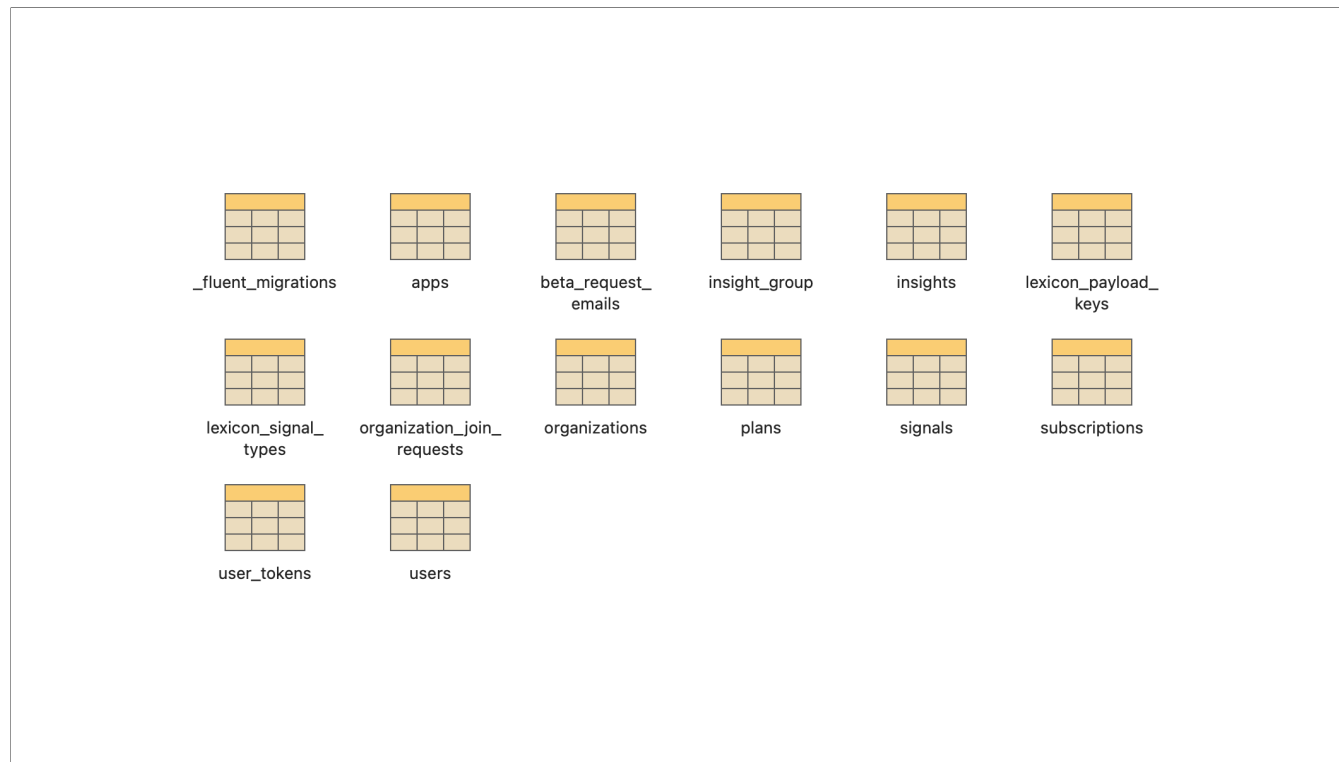 _fluent_migrations
apps
beta_request_
emails
insight_group
insights
lexicon_payload_
keys
lexicon_signal_
types
organization_join_
requests
organizations
plans
signals
subscriptions
user_tokens
users